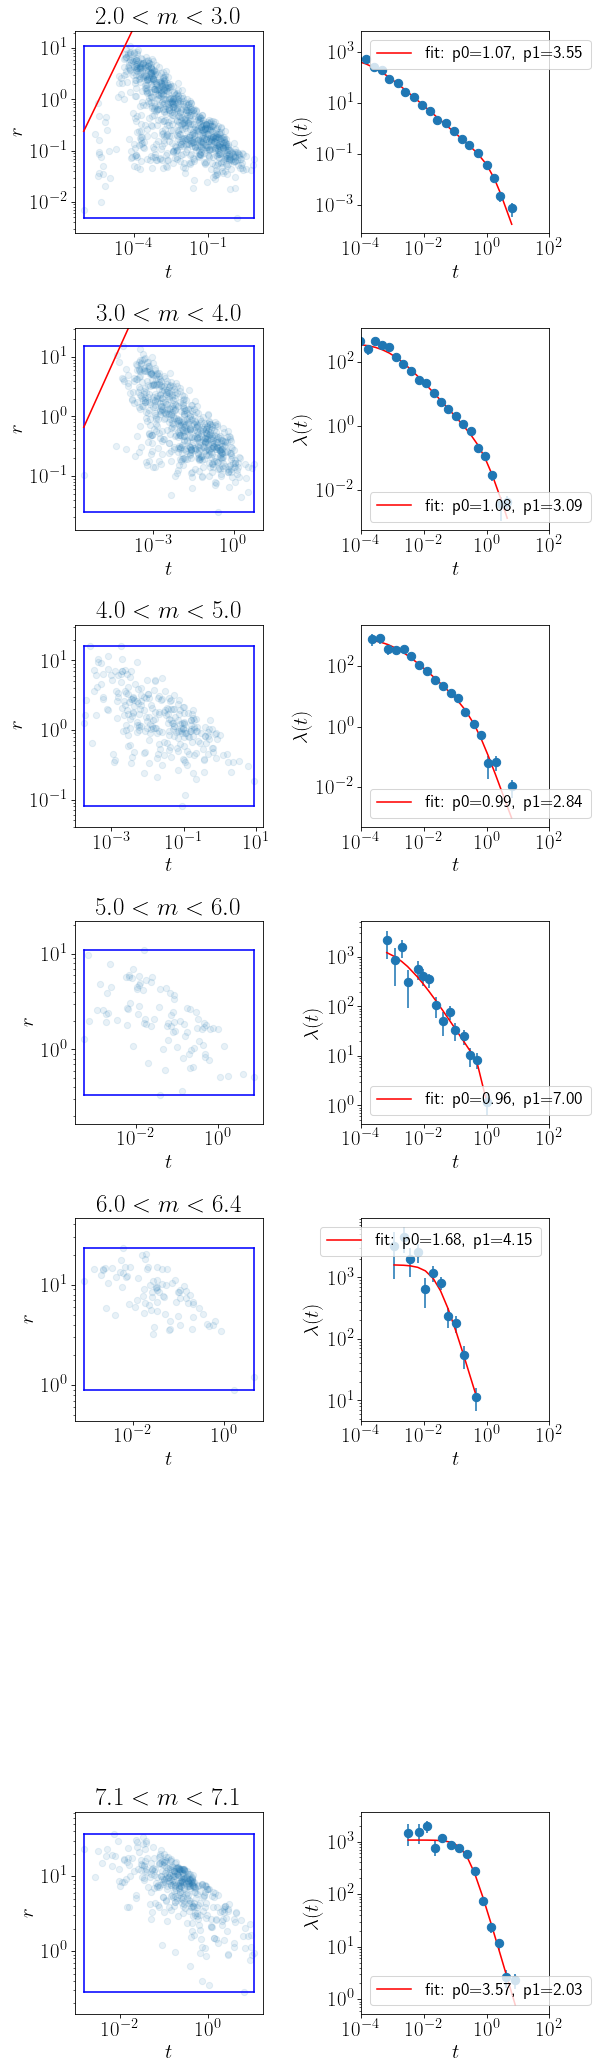 2.0 < m < 3.0
10^1
10^0
10^{-1}
10^{-2}
r
10^{-4} 10^{-1}
t
fit: p0=1.07, p1=3.55
10^3
10^1
10^{-1}
10^{-3}
λ(t)
10^{-4} 10^{-2} 10^0 10^2
t
3.0 < m < 4.0
10^1
10^0
10^{-1}
r
10^{-3} 10^0
t
10^2
10^0
10^{-2}
λ(t)
fit: p0=1.08, p1=3.09
10^{-4} 10^{-2} 10^0 10^2
t
4.0 < m < 5.0
10^1
10^0
10^{-1}
r
10^{-3} 10^{-1} 10^1
t
10^2
10^0
10^{-2}
λ(t)
fit: p0=0.99, p1=2.84
10^{-4} 10^{-2} 10^0 10^2
t
5.0 < m < 6.0
10^1
10^0
r
10^{-2} 10^0
t
10^3
10^2
10^1
10^0
λ(t)
fit: p0=0.96, p1=7.00
10^{-4} 10^{-2} 10^0 10^2
t
6.0 < m < 6.4
10^1
10^0
r
10^{-2} 10^0
t
fit: p0=1.68, p1=4.15
10^3
10^2
10^1
λ(t)
10^{-4} 10^{-2} 10^0 10^2
t
7.1 < m < 7.1
10^1
10^0
r
10^{-2} 10^0
t
10^3
10^2
10^1
10^0
λ(t)
fit: p0=3.57, p1=2.03
10^{-4} 10^{-2} 10^0 10^2
t